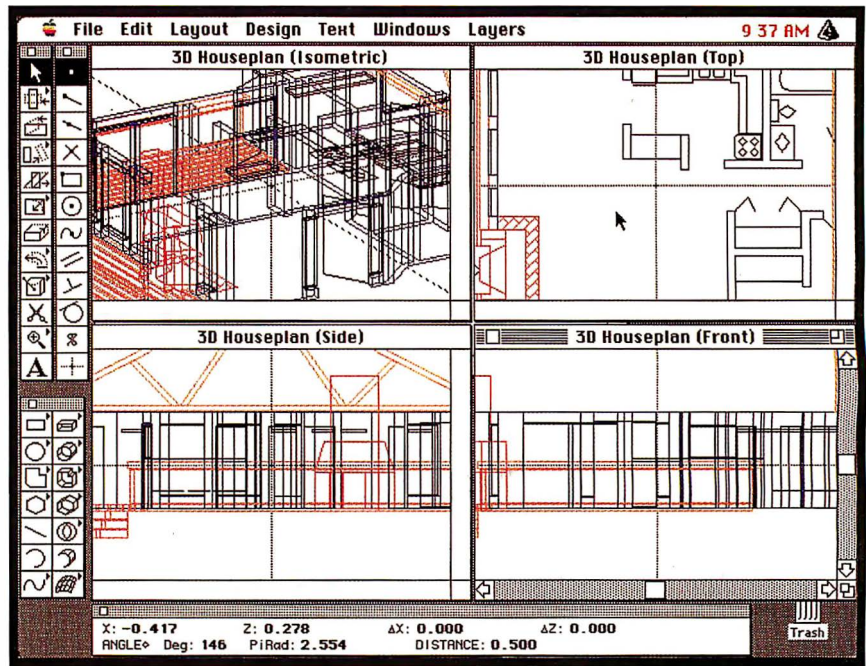 File Edit Layout Design Text Windows Layers 9 37 AM
3D Houseplan (Isometric)
3D Houseplan (Top)
3D Houseplan (Side)
3D Houseplan (Front)
A
X: -0.417 Z: 0.278 ΔX: 0.000 ΔZ: 0.000
ANGLE◇ Deg: 146 PiRad: 2.554 DISTANCE: 0.500
Trash